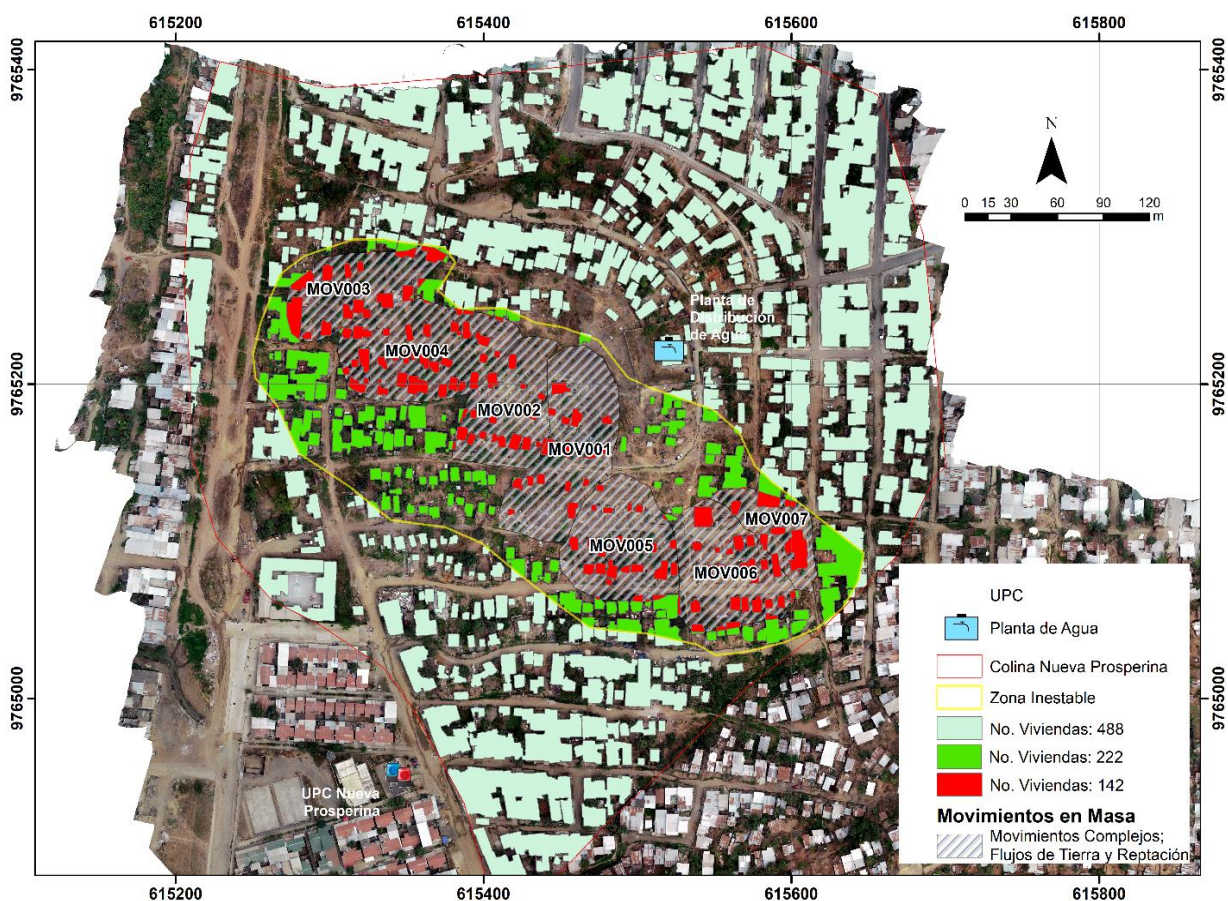 615200
615400
615600
615800
9765400
9765400
N
0 15 30 60 90 120
m
MOV003
Planta de
Distribución
de Agua
MOV004
9765200
9765200
MOV002
MOV001
MOV007
MOV005
MOV006
UPC
Planta de Agua
Colina Nueva Prosperina
Zona Inestable
No. Viviendas: 488
No. Viviendas: 222
No. Viviendas: 142
Movimientos en Masa
Movimientos Complejos;
Flujos de Tierra y Reptación
9765000
9765000
UPC Nueva
Prosperina
615200
615400
615600
615800